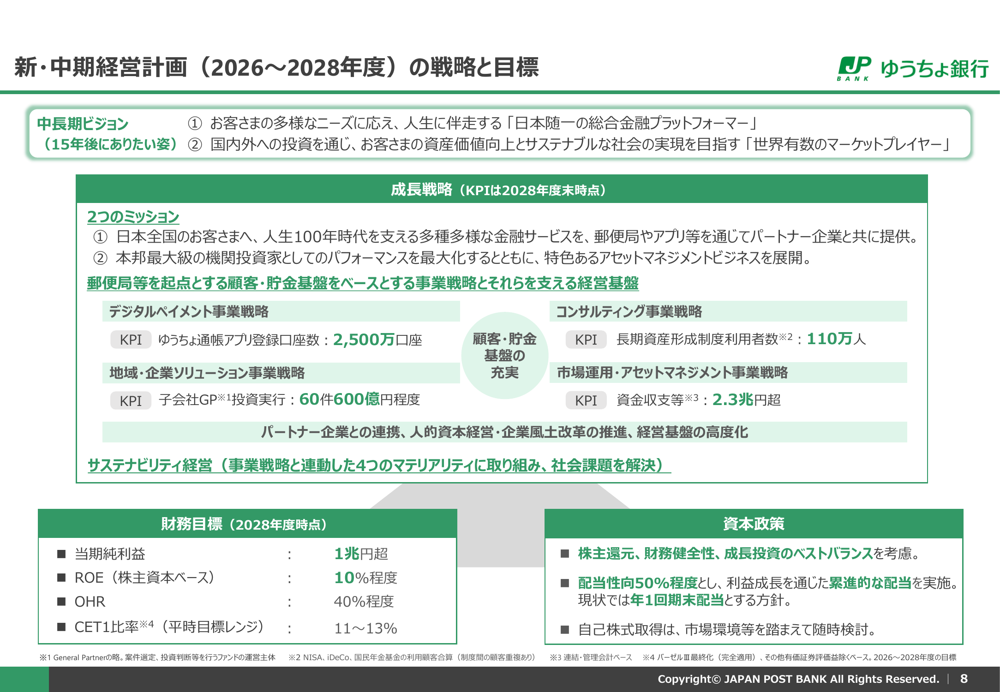 新・中期経営計画（2026～2028年度）の戦略と目標
JP BANK ゆうちょ銀行
中長期ビジョン
（15年後にありたい姿）
① お客さまの多様なニーズに応え、人生に伴走する「日本随一の総合金融プラットフォーマー」
② 国内外への投資を通じ、お客さまの資産価値向上とサステナブルな社会の実現を目指す「世界有数のマーケットプレイヤー」
成長戦略（KPIは2028年度末時点）
2つのミッション
① 日本全国のお客さまへ、人生100年時代を支える多種多様な金融サービスを、郵便局やアプリ等を通じてパートナー企業と共に提供。
② 本邦最大級の機関投資家としてのパフォーマンスを最大化するとともに、特色あるアセットマネジメントビジネスを展開。
郵便局等を起点とする顧客・貯金基盤をベースとする事業戦略とそれらを支える経営基盤
デジタルペイメント事業戦略
KPI ゆうちょ通帳アプリ登録口座数：2,500万口座
地域・企業ソリューション事業戦略
KPI 子会社GP※1投資実行：60件600億円程度
顧客・貯金
基盤の
充実
コンサルティング事業戦略
KPI 長期資産形成制度利用者数※2：110万人
市場運用・アセットマネジメント事業戦略
KPI 資金収支等※3：2.3兆円超
パートナー企業との連携、人的資本経営・企業風土改革の推進、経営基盤の高度化
サステナビリティ経営（事業戦略と連動した4つのマテリアリティに取り組み、社会課題を解決）
財務目標（2028年度時点）
■ 当期純利益 ： 1兆円超
■ ROE（株主資本ベース） ： 10%程度
■ OHR ： 40%程度
■ CET1比率※4（平時目標レンジ） ： 11～13%
資本政策
■ 株主還元、財務健全性、成長投資のベストバランスを考慮。
■ 配当性向50%程度とし、利益成長を通じた累進的な配当を実施。
現状では年1回期末配当とする方針。
■ 自己株式取得は、市場環境等を踏まえて随時検討。
※1 General Partnerの略。案件選定、投資判断等を行うファンドの運営主体 ※2 NISA、iDeCo、国民年金基金の利用顧客合算（制度間の顧客重複あり） ※3 連結・管理会計ベース ※4 バーゼルⅢ最終化（完全適用）、その他有価証券評価益除くベース。2026～2028年度の目標
Copyright© JAPAN POST BANK All Rights Reserved. | 8